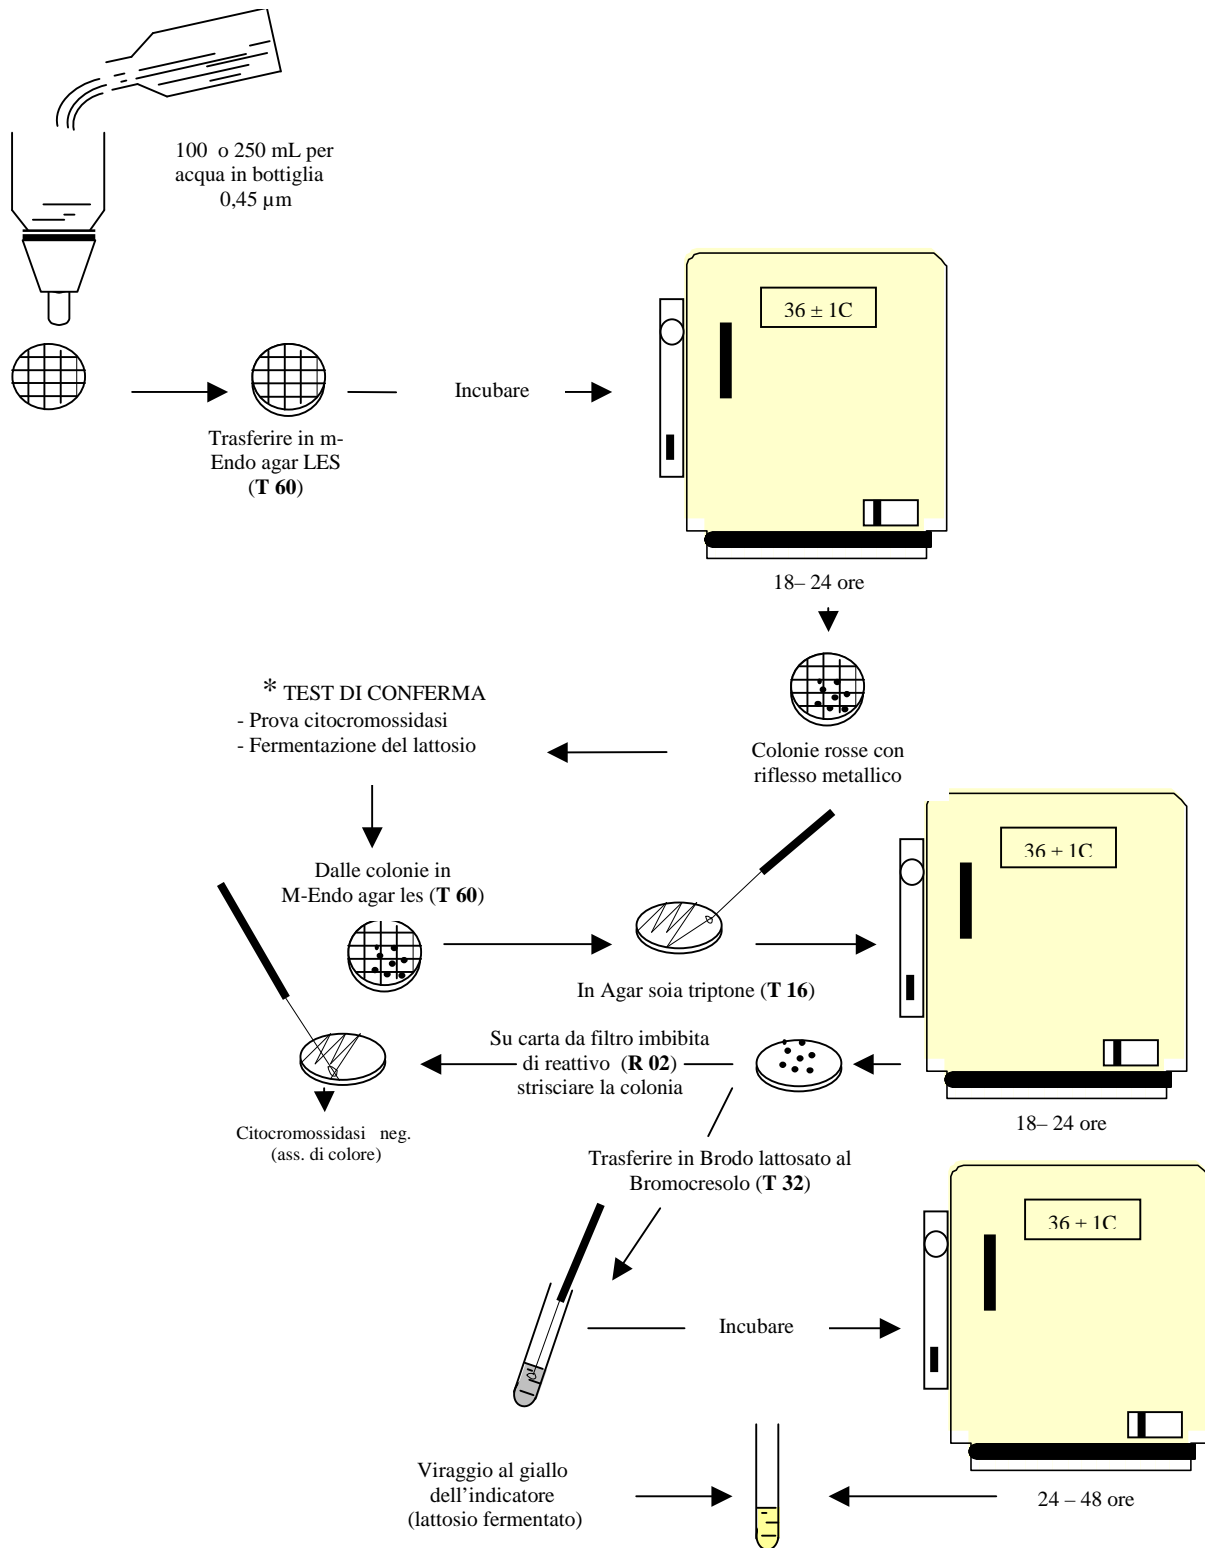 100 o 250 mL per
acqua in bottiglia
0,45 µm
36 ± 1C
Incubare
Trasferire in m-
Endo agar LES
(T 60)
18– 24 ore
* TEST DI CONFERMA
- Prova citocromossidasi
- Fermentazione del lattosio
Colonie rosse con
riflesso metallico
36 + 1C
Dalle colonie in
M-Endo agar les (T 60)
In Agar soia triptone (T 16)
Su carta da filtro imbibita
di reattivo (R 02)
strisciare la colonia
18– 24 ore
Citocromossidasi neg.
(ass. di colore)
Trasferire in Brodo lattosato al
Bromocresolo (T 32)
36 + 1C
Incubare
Viraggio al giallo
dell’indicatore
(lattosio fermentato)
24 – 48 ore